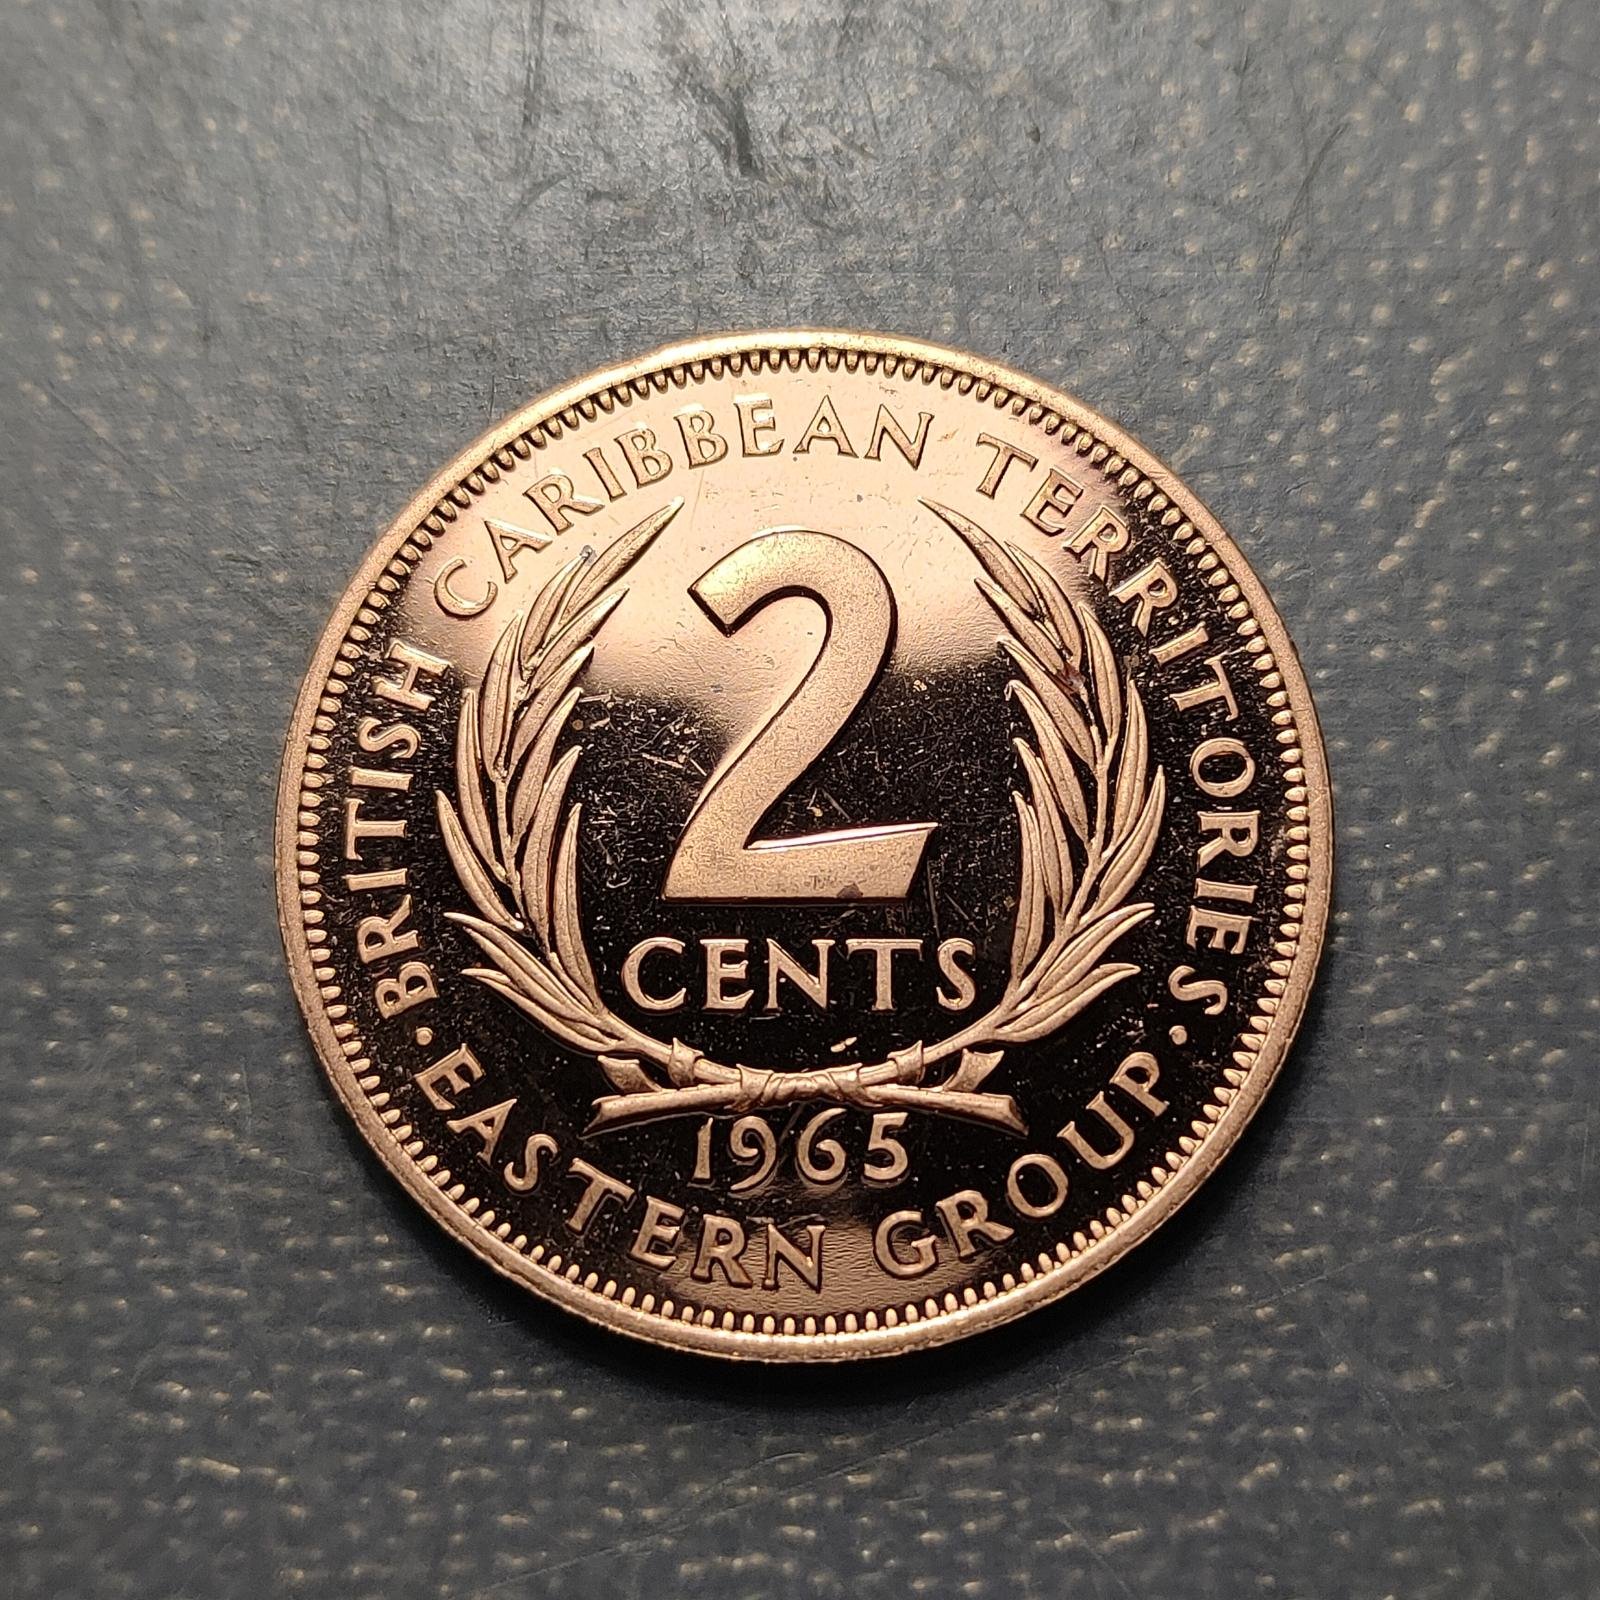 BRITISH CARIBBEAN TERRITORIES
2
CENTS
1965
· EASTERN GROUP ·